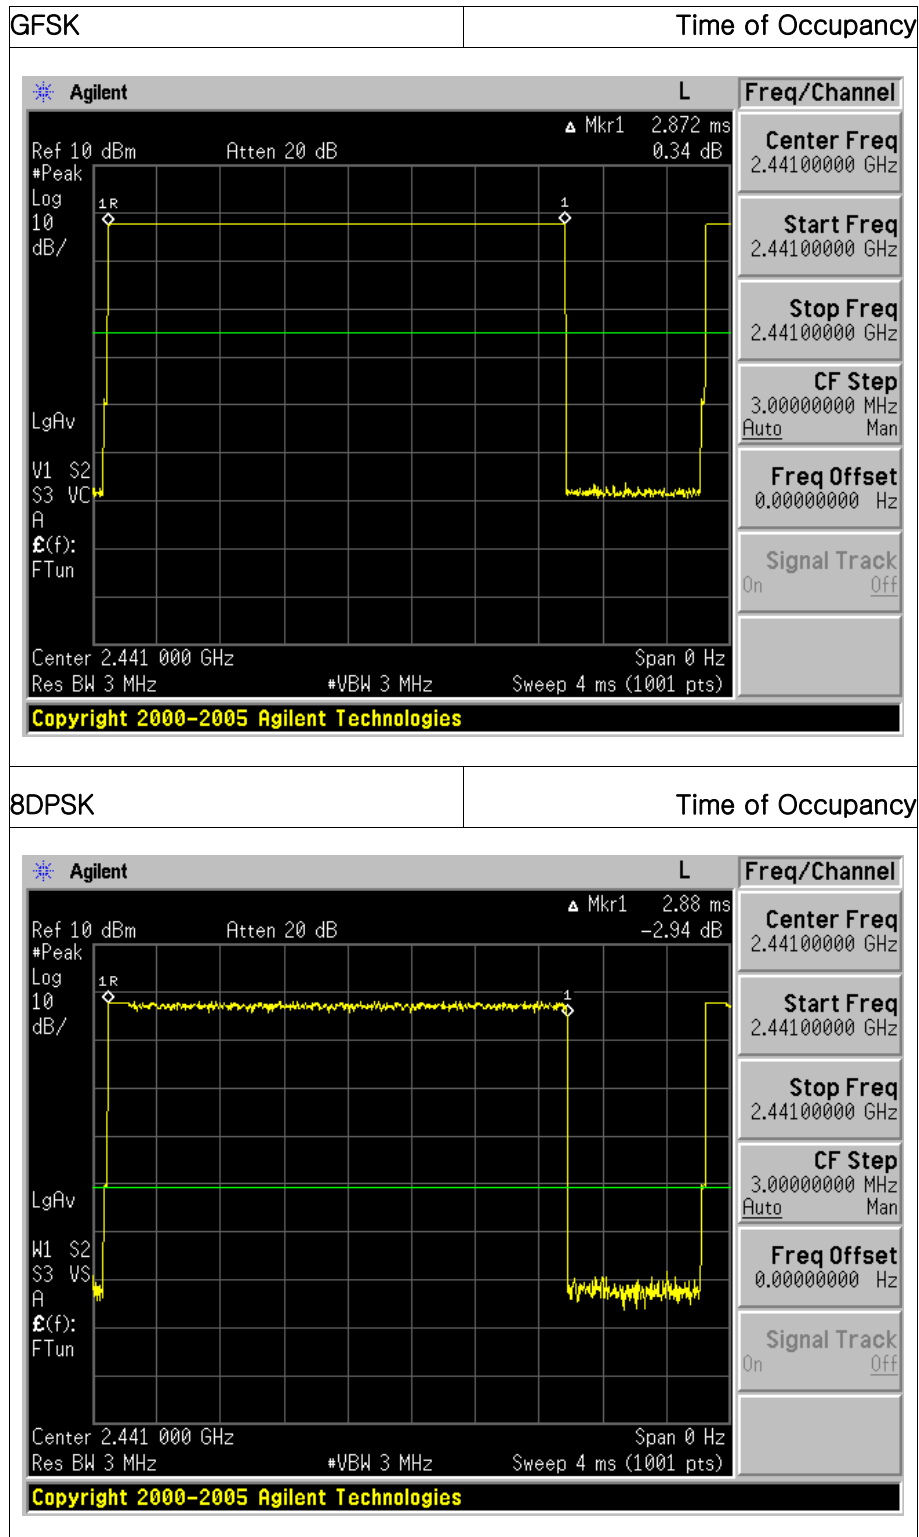 GFSK Time of Occupancy
Agilent L Freq/Channel
Δ Mkr1 2.872 ms
Ref 10 dBm Atten 20 dB 0.34 dB
#Peak
Log
10
dB/
1R
1
LgAv
V1 S2
S3 VC
A
£(f):
FTun
Center 2.441 000 GHz Span 0 Hz
Res BW 3 MHz #VBW 3 MHz Sweep 4 ms (1001 pts)
Copyright 2000-2005 Agilent Technologies
Center Freq
2.44100000 GHz
Start Freq
2.44100000 GHz
Stop Freq
2.44100000 GHz
CF Step
3.00000000 MHz
Auto Man
Freq Offset
0.00000000 Hz
Signal Track
On Off
8DPSK Time of Occupancy
Agilent L Freq/Channel
Δ Mkr1 2.88 ms
Ref 10 dBm Atten 20 dB -2.94 dB
#Peak
Log
10
dB/
1R
1
LgAv
W1 S2
S3 VS
A
£(f):
FTun
Center 2.441 000 GHz Span 0 Hz
Res BW 3 MHz #VBW 3 MHz Sweep 4 ms (1001 pts)
Copyright 2000-2005 Agilent Technologies
Center Freq
2.44100000 GHz
Start Freq
2.44100000 GHz
Stop Freq
2.44100000 GHz
CF Step
3.00000000 MHz
Auto Man
Freq Offset
0.00000000 Hz
Signal Track
On Off